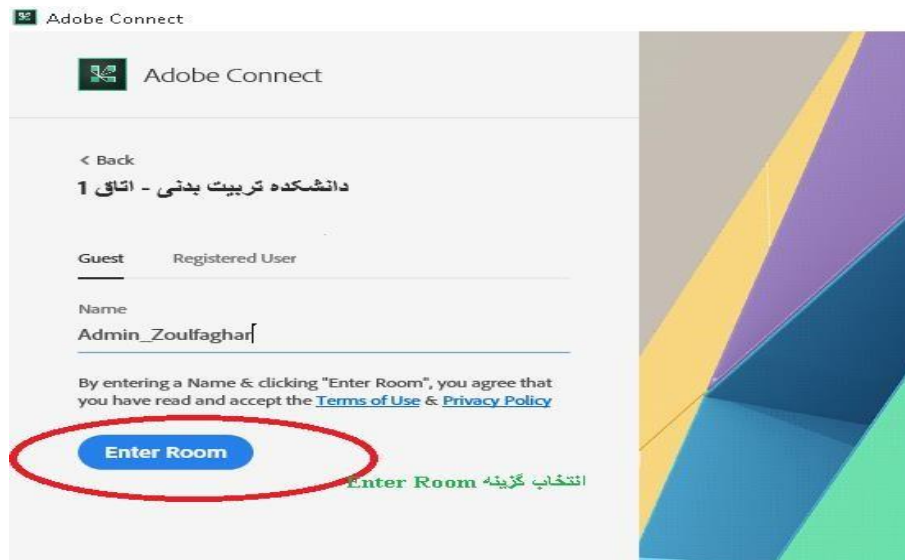 Adobe Connect
Adobe Connect
< Back
دانشکده تربیت بدنی - اتاق 1
Guest Registered User
Name
Admin_Zoulfaghar
By entering a Name & clicking "Enter Room", you agree that
you have read and accept the Terms of Use & Privacy Policy
Enter Room
انتخاب گزینه Enter Room